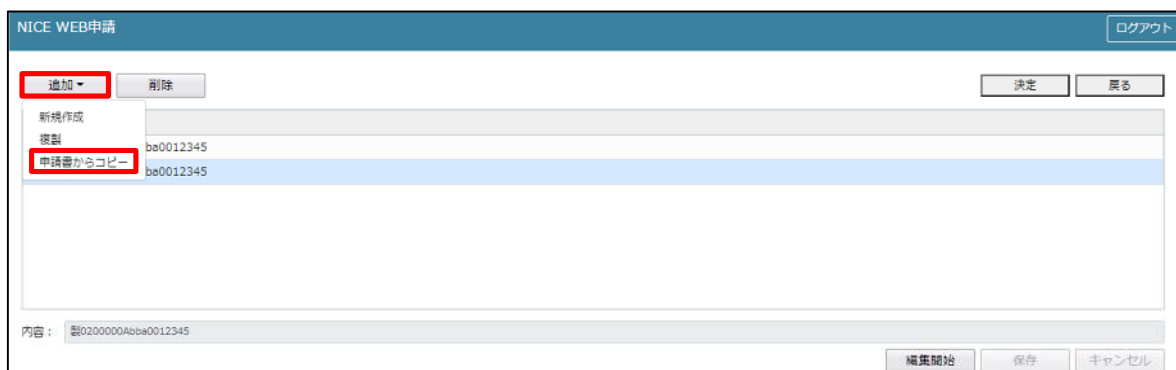 NICE WEB申請
ログアウト
追加
削除
決定
戻る
新規作成
複製
申請書からコピー
ba0012345
ba0012345
内容：
製0200000Abba0012345
編集開始
保存
キャンセル